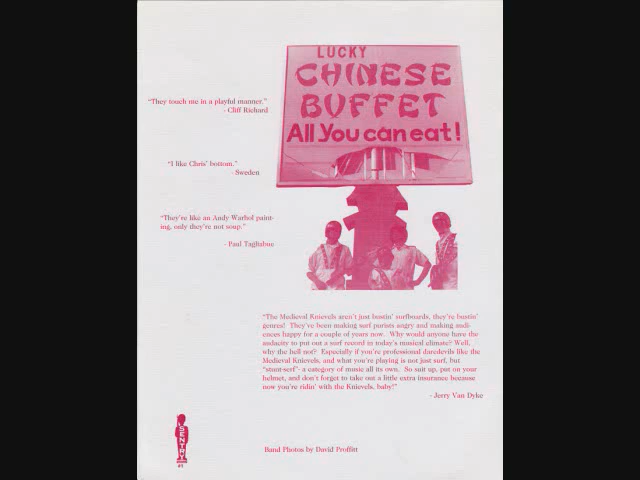 LUCKY
CHINESE
BUFFET
All You can eat!
"They touch me in a playful manner."
- Cliff Richard
"I like Chris' bottom."
- Sweden
"They're like an Andy Warhol paint-
ing, only they're not soup."
- Paul Tagliabue
"The Medieval Knievels aren't just bustin' surfboards, they're bustin'
genres! They've been making surf purists angry and making audi-
ences happy for a couple of years now. Why would anyone have the
audacity to put out a surf record in today's musical climate? Well,
why the hell not? Especially if you're professional daredevils like the
Medieval Knievels, and what you're playing is not just surf, but
"stunt-serf"- a category of music all its own. So suit up, put on your
helmet, and don't forget to take out a little extra insurance because
now you're ridin' with the Knievels, baby!"
- Jerry Van Dyke
SENTRY
#5
Band Photos by David Proffitt